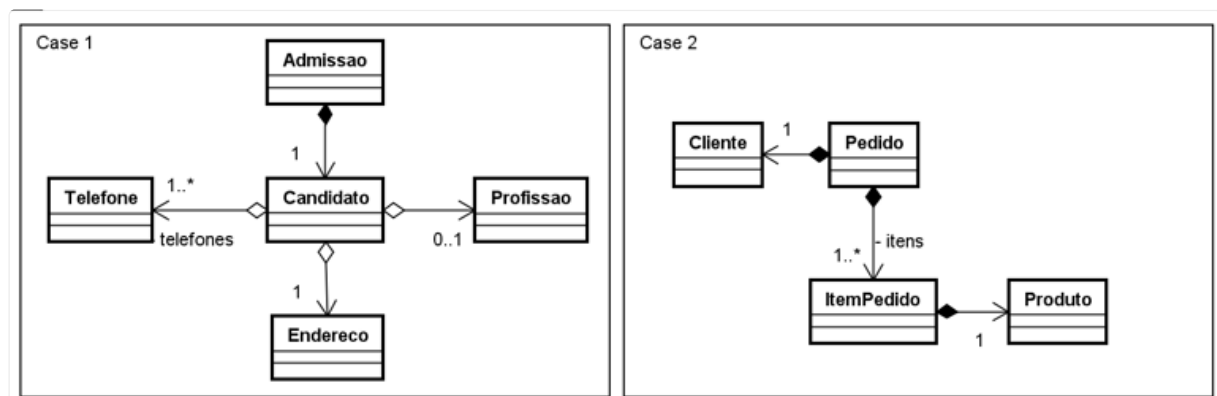 Case 1
Admissao
1
Telefone
1..*
telefones
Candidato
Profissao
0..1
1
Endereco
Case 2
Cliente
1
Pedido
- itens
1..*
ItemPedido
Produto
1